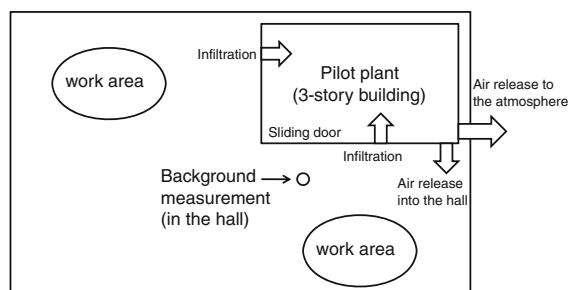 work area
Infiltration
Pilot plant
(3-story building)
Sliding door
Infiltration
Air release to
the atmosphere
Air release
into the hall
Background
measurement
(in the hall)
work area